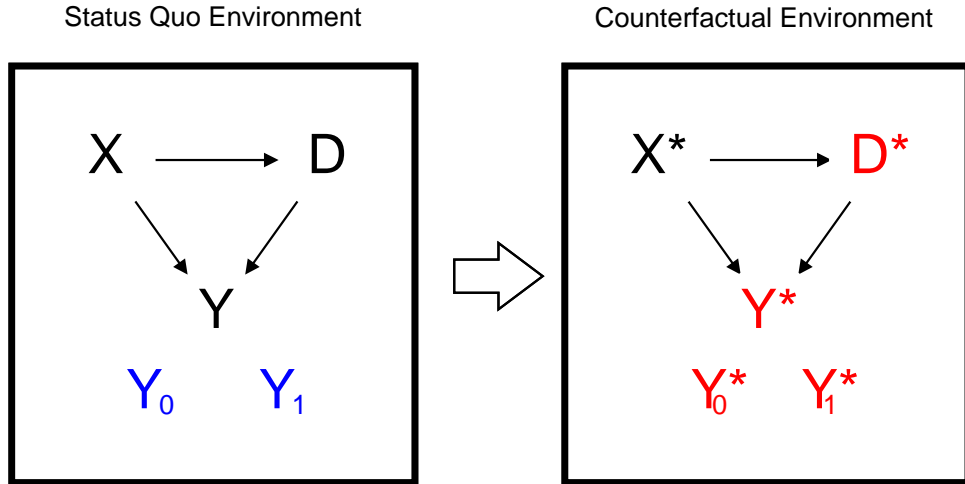 Status Quo Environment
X D
Y
Y₀ Y₁
Counterfactual Environment
X* D*
Y*
Y₀* Y₁*